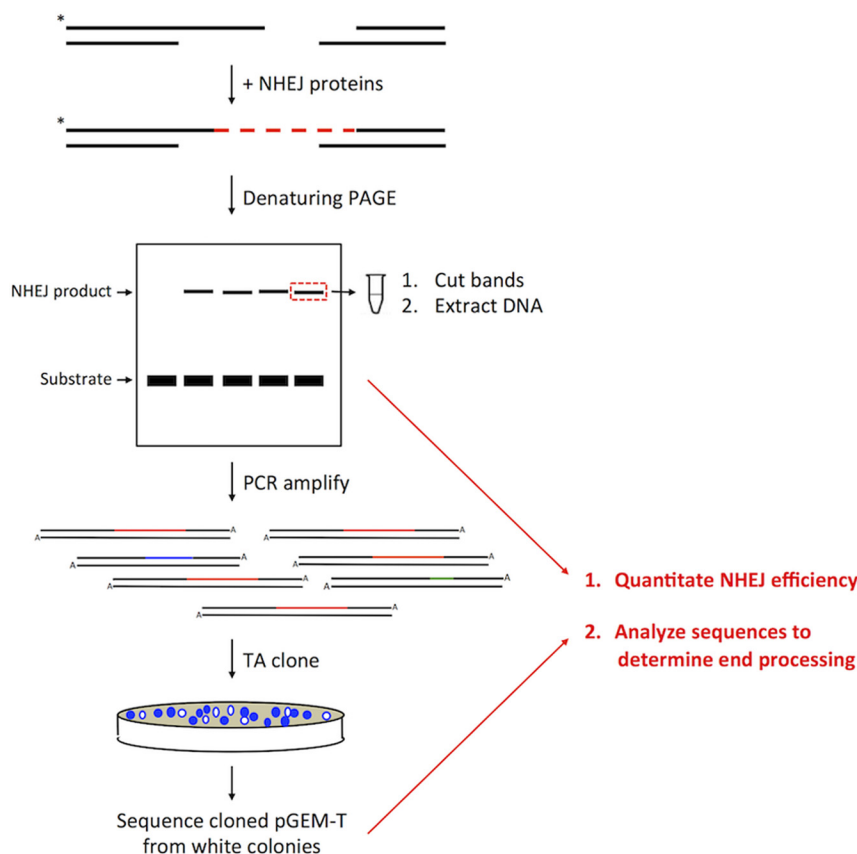 *
+ NHEJ proteins
*
Denaturing PAGE
NHEJ product
1. Cut bands
2. Extract DNA
Substrate
PCR amplify
A
A
A
A
A
A
A
A
A
A
A
A
A
A
1. Quantitate NHEJ efficiency
2. Analyze sequences to
determine end processing
TA clone
Sequence cloned pGEM-T
from white colonies